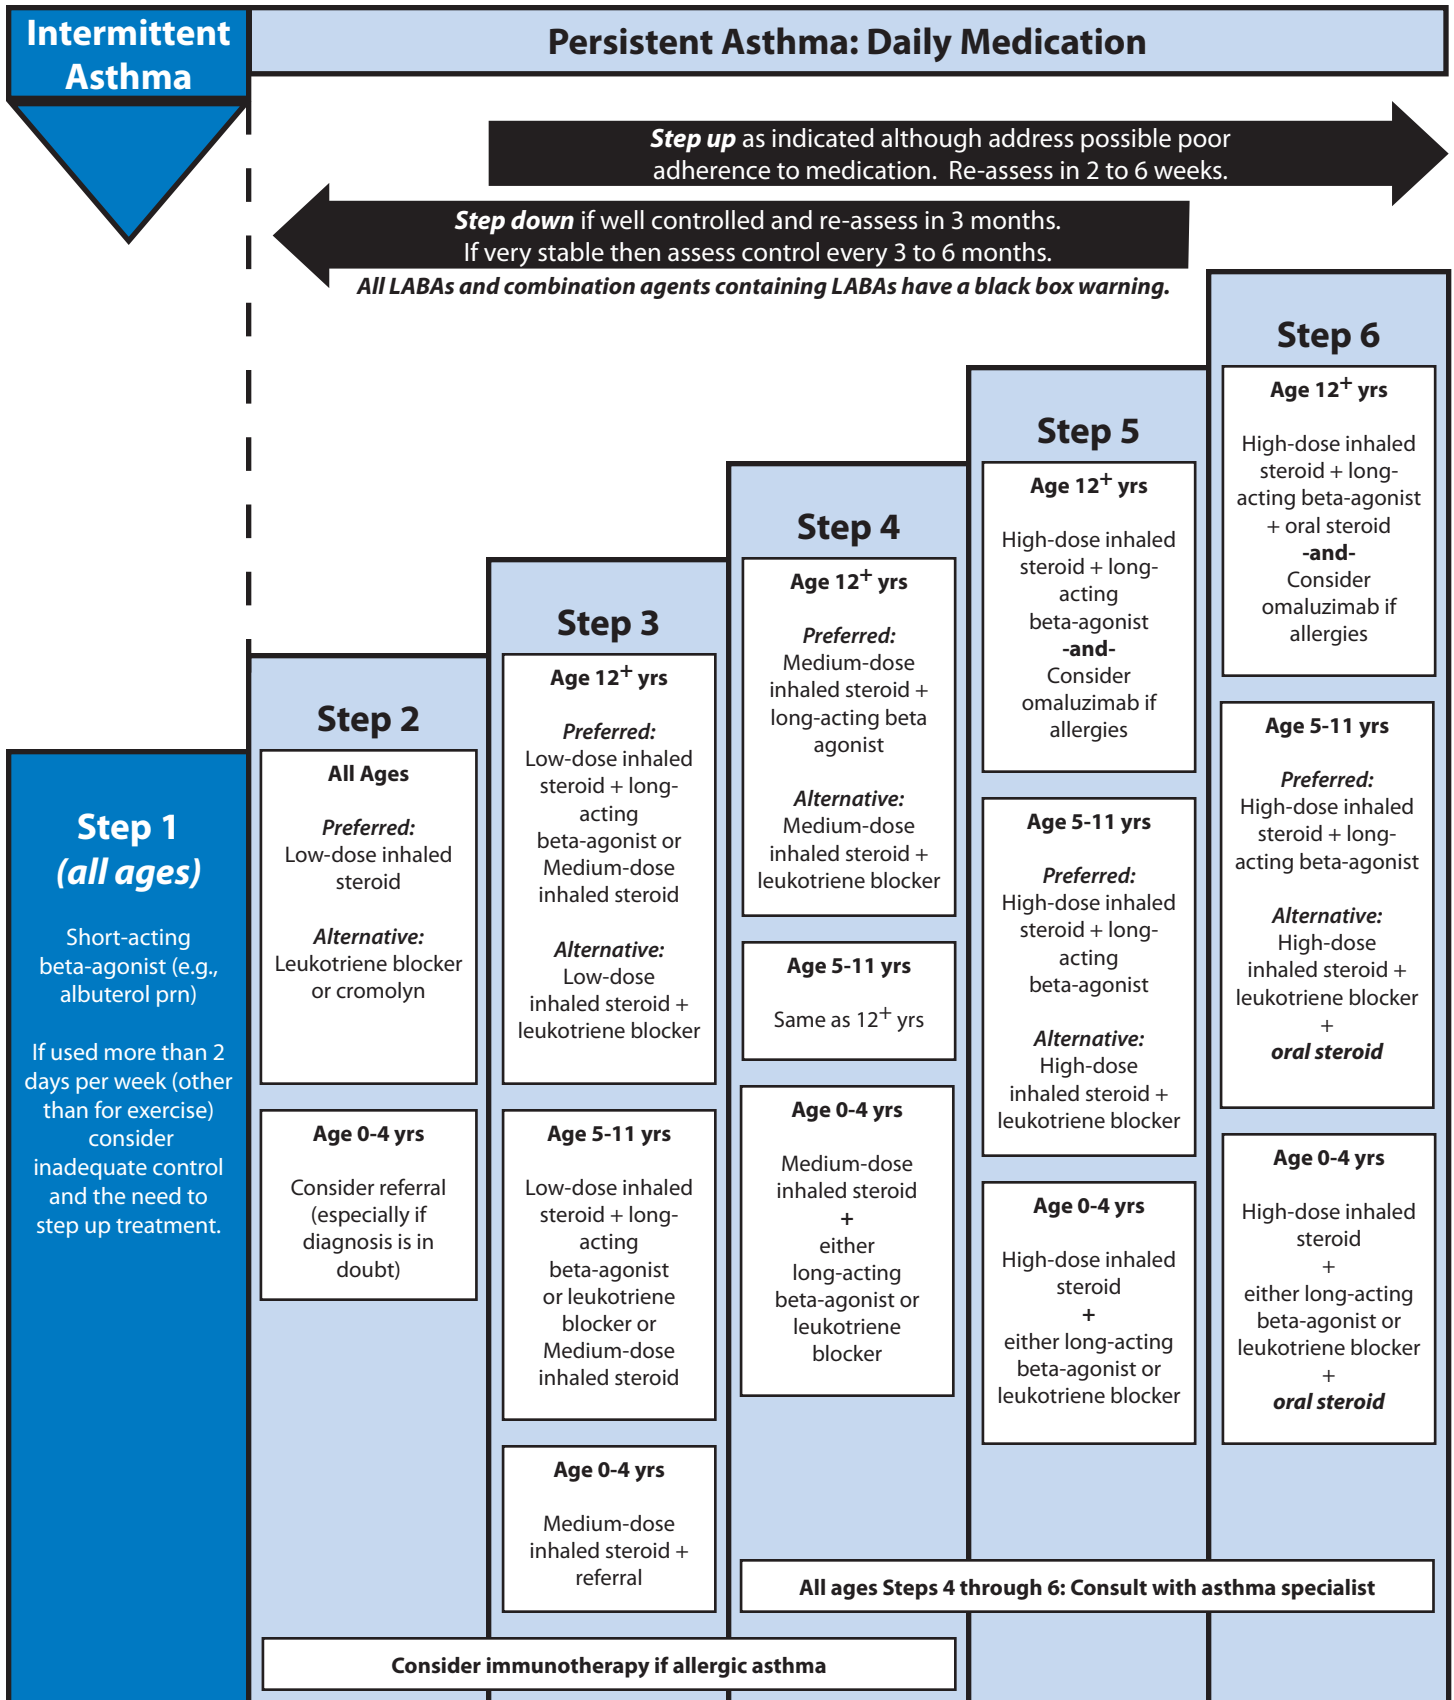 Intermittent
Asthma
Persistent Asthma: Daily Medication
Step up as indicated although address possible poor
adherence to medication. Re-assess in 2 to 6 weeks.
Step down if well controlled and re-assess in 3 months.
If very stable then assess control every 3 to 6 months.
All LABAs and combination agents containing LABAs have a black box warning.
Step 1
(all ages)
Short-acting
beta-agonist (e.g.,
albuterol prn)
If used more than 2
days per week (other
than for exercise)
consider
inadequate control
and the need to
step up treatment.
Step 2
All Ages
Preferred:
Low-dose inhaled
steroid
Alternative:
Leukotriene blocker
or cromolyn
Age 0-4 yrs
Consider referral
(especially if
diagnosis is in
doubt)
Step 3
Age 12+ yrs
Preferred:
Low-dose inhaled
steroid + long-
acting
beta-agonist or
Medium-dose
inhaled steroid
Alternative:
Low-dose
inhaled steroid +
leukotriene blocker
Age 5-11 yrs
Low-dose inhaled
steroid + long-
acting
beta-agonist
or leukotriene
blocker or
Medium-dose
inhaled steroid
Age 0-4 yrs
Medium-dose
inhaled steroid +
referral
Step 4
Age 12+ yrs
Preferred:
Medium-dose
inhaled steroid +
long-acting beta
agonist
Alternative:
Medium-dose
inhaled steroid +
leukotriene blocker
Age 5-11 yrs
Same as 12+ yrs
Age 0-4 yrs
Medium-dose
inhaled steroid
+
either
long-acting
beta-agonist or
leukotriene
blocker
Step 5
Age 12+ yrs
High-dose inhaled
steroid + long-
acting
beta-agonist
-and-
Consider
omaluzimab if
allergies
Age 5-11 yrs
Preferred:
High-dose inhaled
steroid + long-
acting
beta-agonist
Alternative:
High-dose
inhaled steroid +
leukotriene blocker
Age 0-4 yrs
High-dose inhaled
steroid
+
either long-acting
beta-agonist or
leukotriene blocker
Step 6
Age 12+ yrs
High-dose inhaled
steroid + long-
acting beta-agonist
+ oral steroid
-and-
Consider
omaluzimab if
allergies
Age 5-11 yrs
Preferred:
High-dose inhaled
steroid + long-
acting beta-agonist
Alternative:
High-dose
inhaled steroid +
leukotriene blocker
+
oral steroid
Age 0-4 yrs
High-dose inhaled
steroid
+
either long-acting
beta-agonist or
leukotriene blocker
+
oral steroid
All ages Steps 4 through 6: Consult with asthma specialist
Consider immunotherapy if allergic asthma